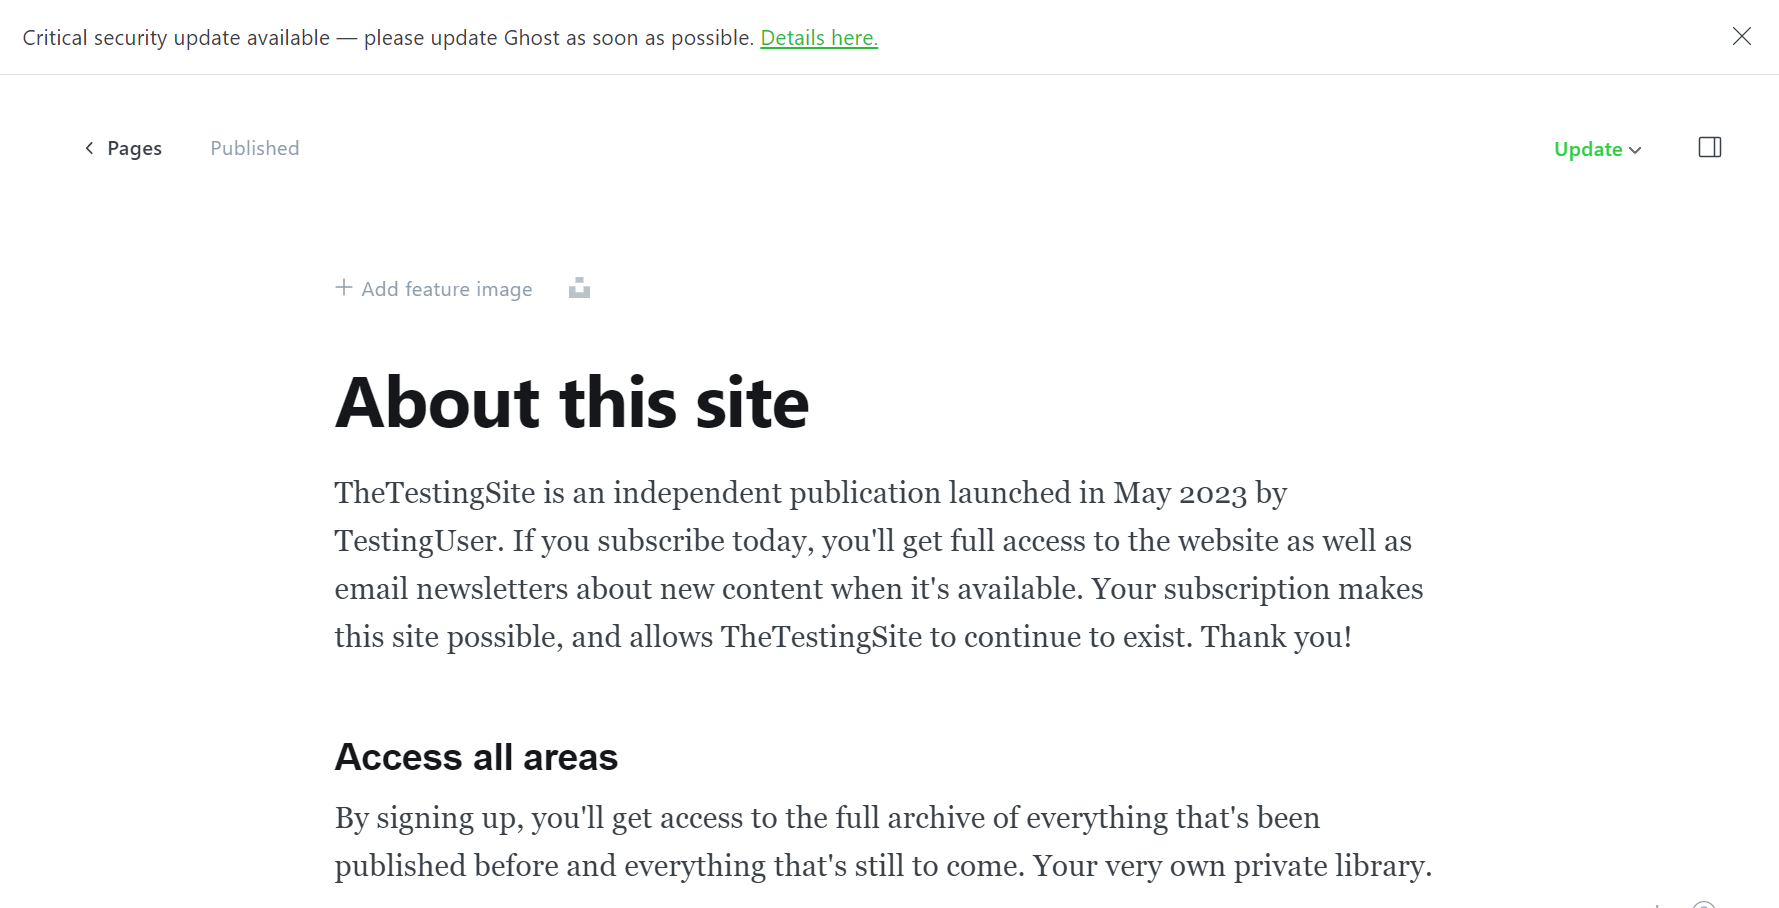 Critical security update available — please update Ghost as soon as possible. Details here.
Pages
Published
Update
Add feature image
About this site
TheTestingSite is an independent publication launched in May 2023 by
TestingUser. If you subscribe today, you'll get full access to the website as well as
email newsletters about new content when it's available. Your subscription makes
this site possible, and allows TheTestingSite to continue to exist. Thank you!
Access all areas
By signing up, you'll get access to the full archive of everything that's been
published before and everything that's still to come. Your very own private library.